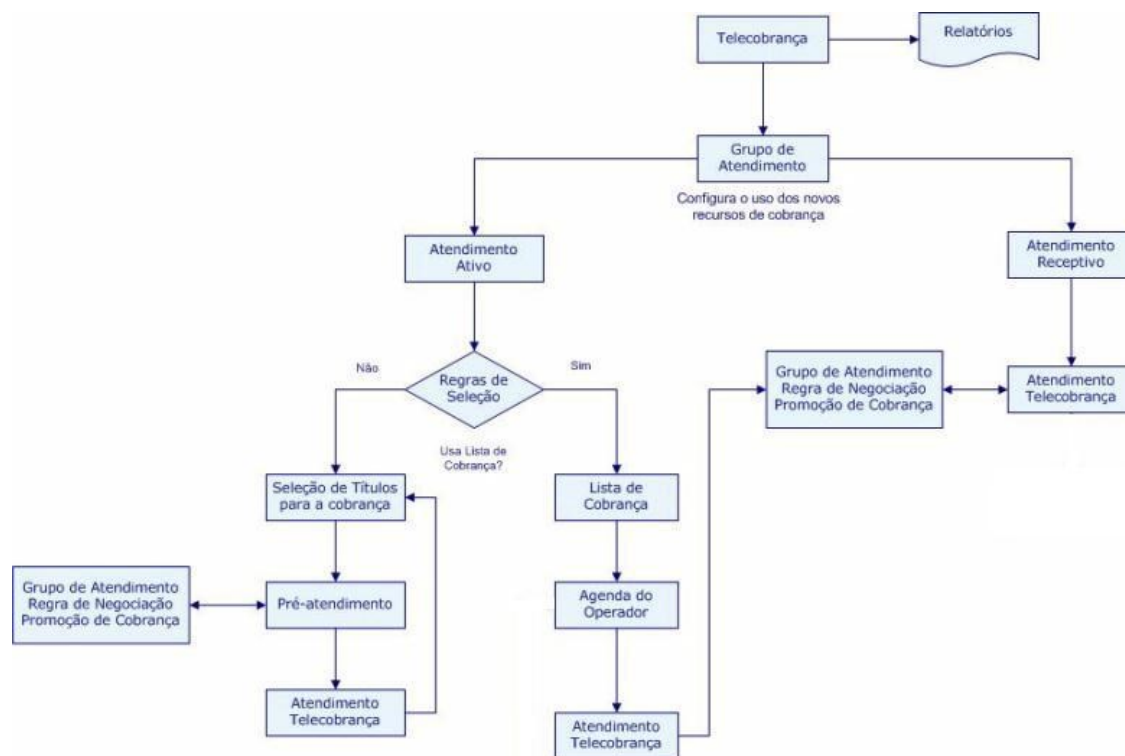 Telecobrança
Relatórios
Grupo de
Atendimento
Configura o uso dos novos
recursos de cobrança
Atendimento
Ativo
Atendimento
Receptivo
Não
Regras de
Seleção
Sim
Usa Lista de
Cobrança?
Grupo de Atendimento
Regra de Negociação
Promoção de Cobrança
Atendimento
Telecobrança
Seleção de Títulos
para a cobrança
Lista de
Cobrança
Grupo de Atendimento
Regra de Negociação
Promoção de Cobrança
Pré-atendimento
Agenda do
Operador
Atendimento
Telecobrança
Atendimento
Telecobrança